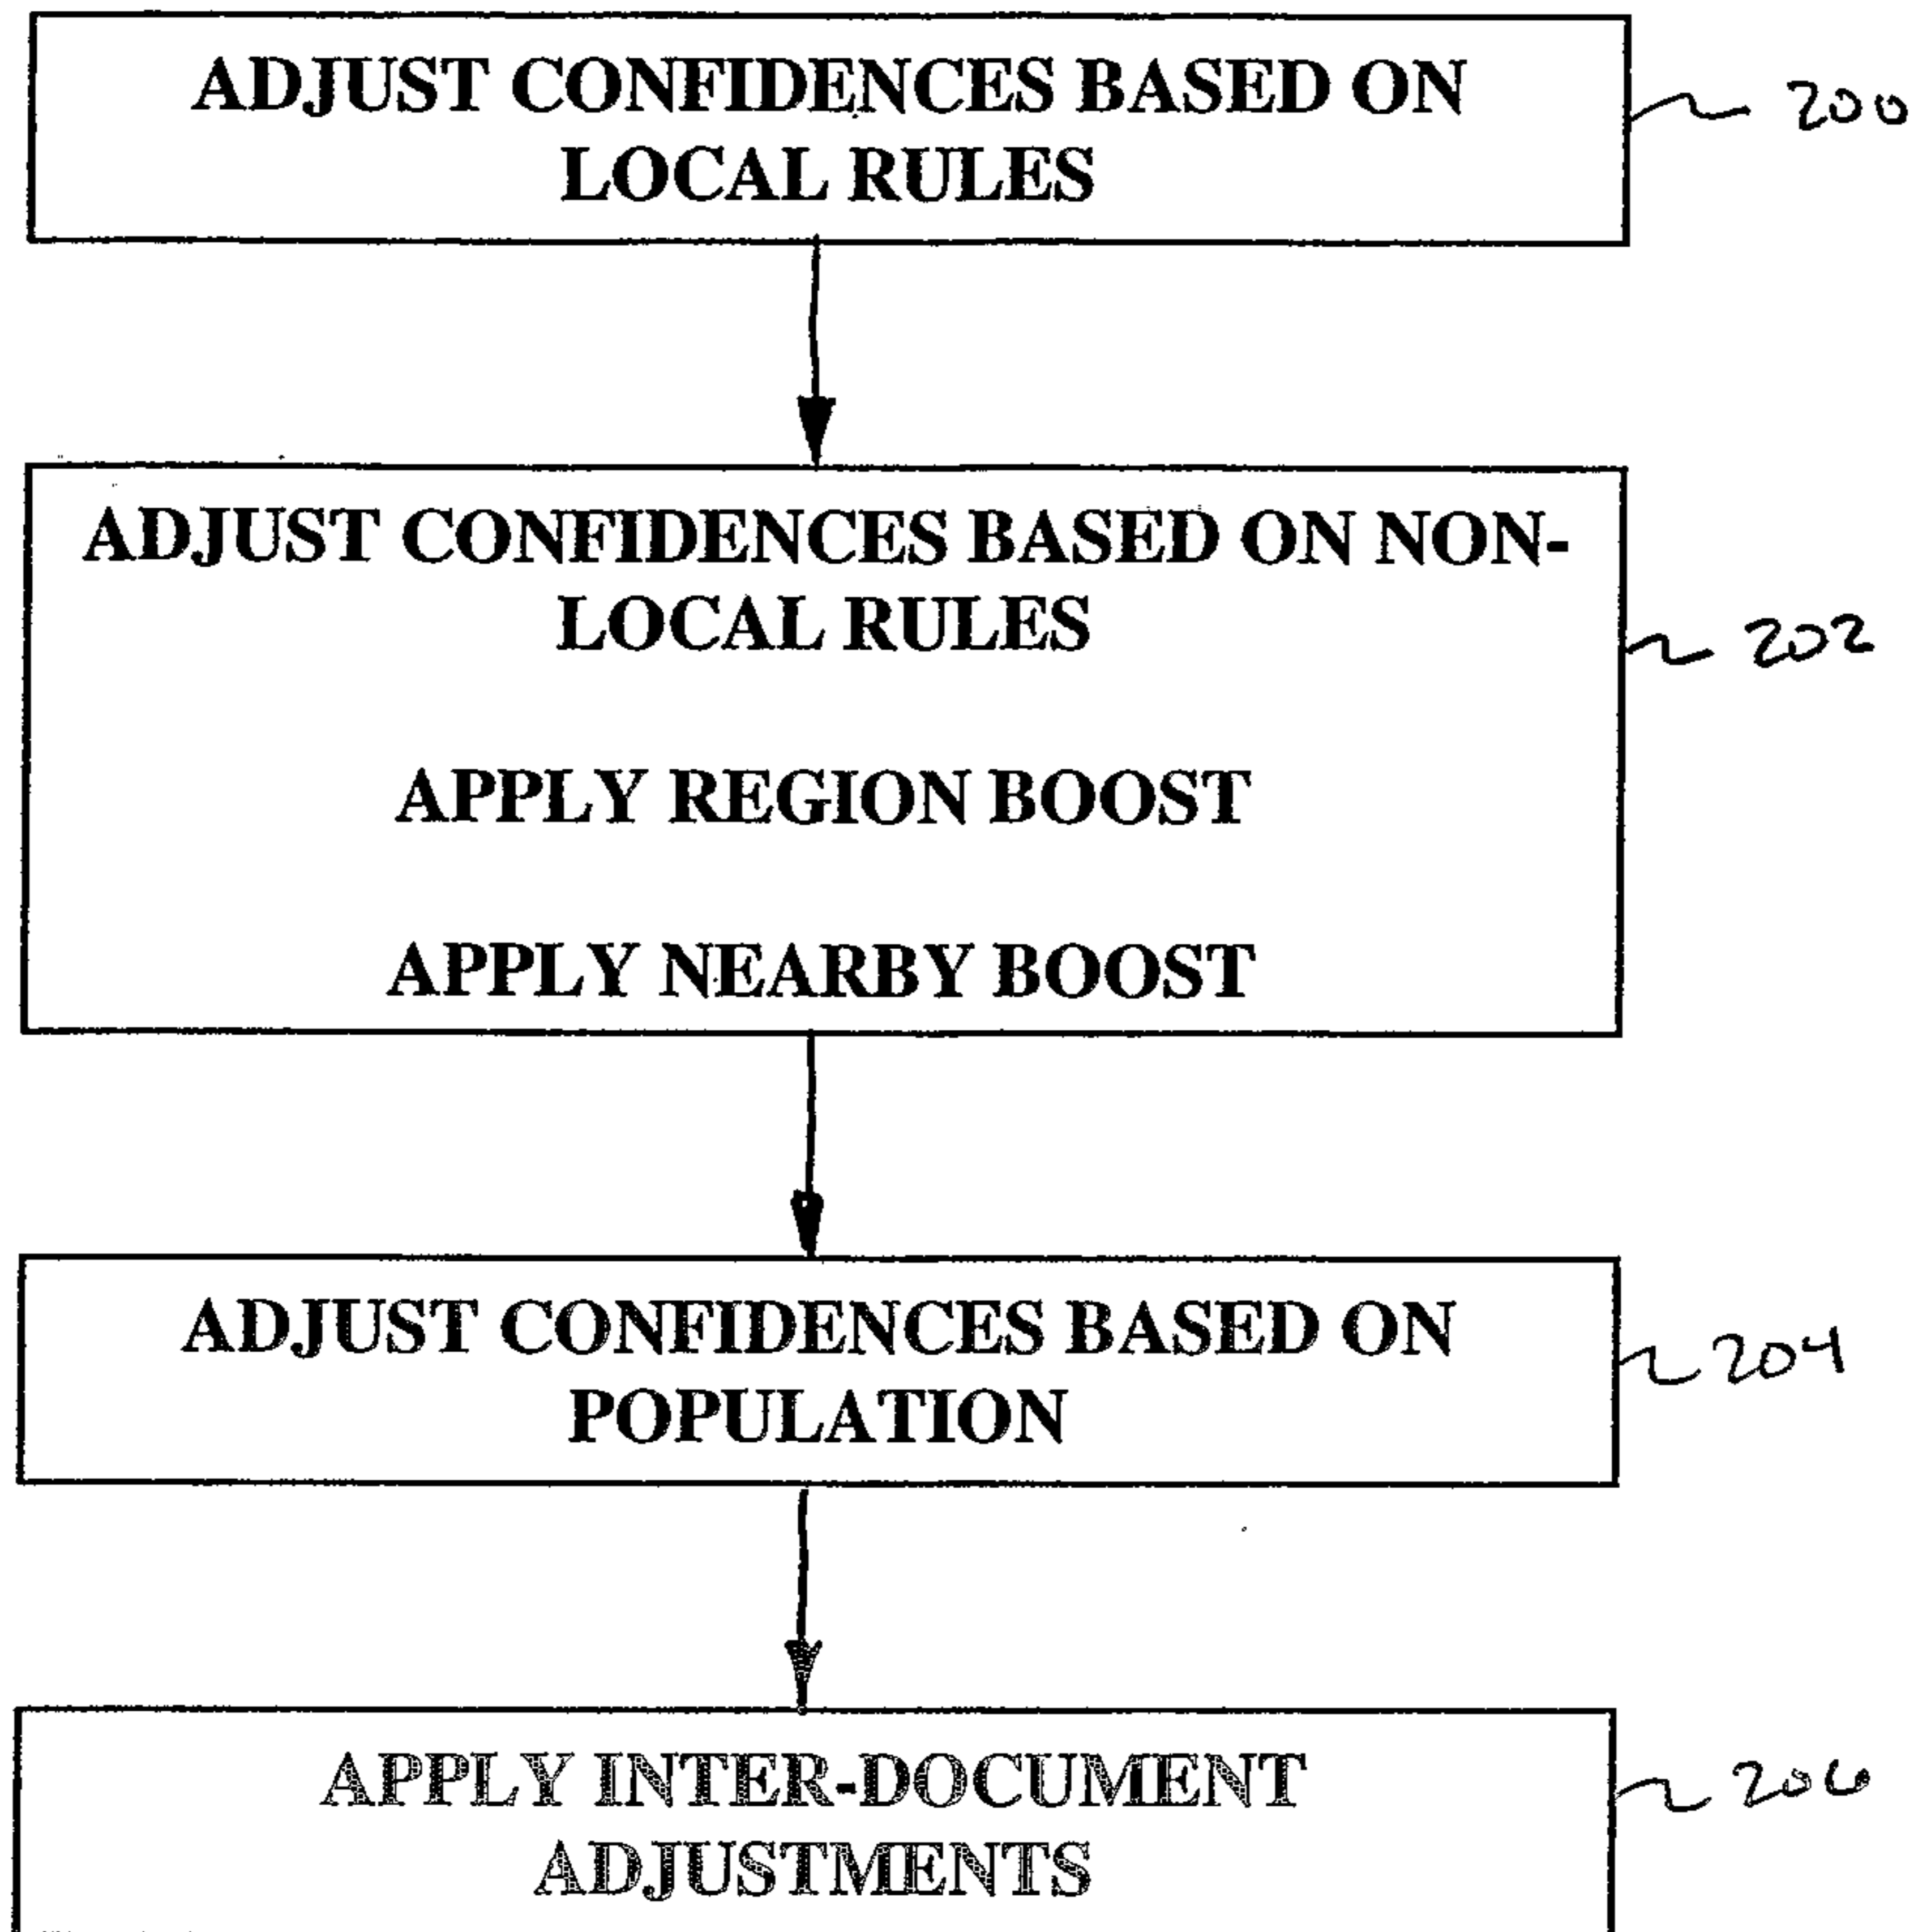 ADJUST CONFIDENCES BASED ON
LOCAL RULES
200
ADJUST CONFIDENCES BASED ON NON-
LOCAL RULES
202
APPLY REGION BOOST
APPLY NEARBY BOOST
ADJUST CONFIDENCES BASED ON
POPULATION
204
APPLY INTER-DOCUMENT
ADJUSTMENTS
206